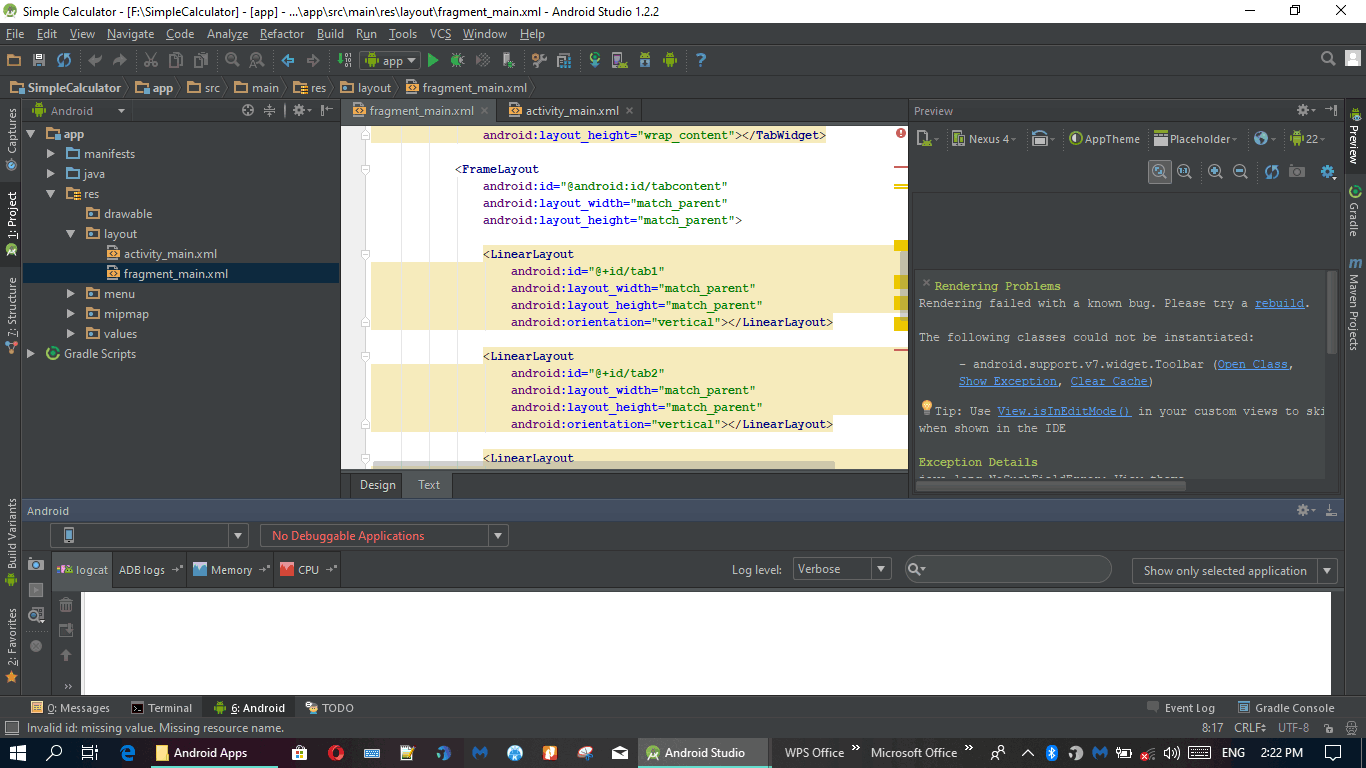 Simple Calculator - [F:\SimpleCalculator] - [app] - ...\app\src\main\res\layout\fragment_main.xml - Android Studio 1.2.2
File Edit View Navigate Code Analyze Refactor Build Run Tools VCS Window Help
app
SimpleCalculator app src main res layout fragment_main.xml
Android
fragment_main.xml activity_main.xml
Preview
Captures
1: Project
2: Structure
Build Variants
2: Favorites
app
manifests
java
res
drawable
layout
activity_main.xml
fragment_main.xml
menu
mipmap
values
Gradle Scripts
android:layout_height="wrap_content"></TabWidget>
<FrameLayout
android:id="@android:id/tabcontent"
android:layout_width="match_parent"
android:layout_height="match_parent">
<LinearLayout
android:id="@+id/tab1"
android:layout_width="match_parent"
android:layout_height="match_parent"
android:orientation="vertical"></LinearLayout>
<LinearLayout
android:id="@+id/tab2"
android:layout_width="match_parent"
android:layout_height="match_parent"
android:orientation="vertical"></LinearLayout>
<LinearLayout
Design Text
Nexus 4 AppTheme Placeholder 22
Rendering Problems
Rendering failed with a known bug. Please try a rebuild.
The following classes could not be instantiated:
- android.support.v7.widget.Toolbar (Open Class,
Show Exception, Clear Cache)
Tip: Use View.isInEditMode() in your custom views to ski
when shown in the IDE
Exception Details
Preview
Gradle
Maven Projects
Android
No Debuggable Applications
logcat ADB logs Memory CPU Log level: Verbose Show only selected application
0: Messages Terminal 6: Android TODO Event Log Gradle Console
Invalid id: missing value. Missing resource name. 8:17 CRLF UTF-8
Android Apps Android Studio WPS Office Microsoft Office ENG 2:22 PM